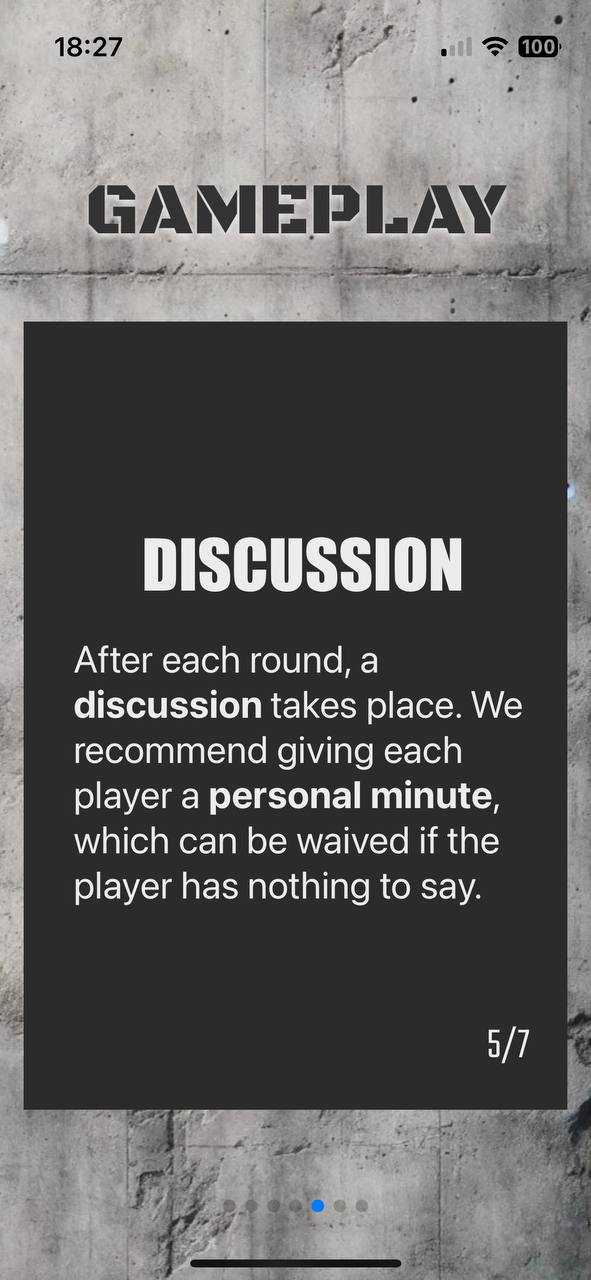 18:27
100
GAMEPLAY
DISCUSSION
After each round, a
discussion takes place. We
recommend giving each
player a personal minute,
which can be waived if the
player has nothing to say.
5/7